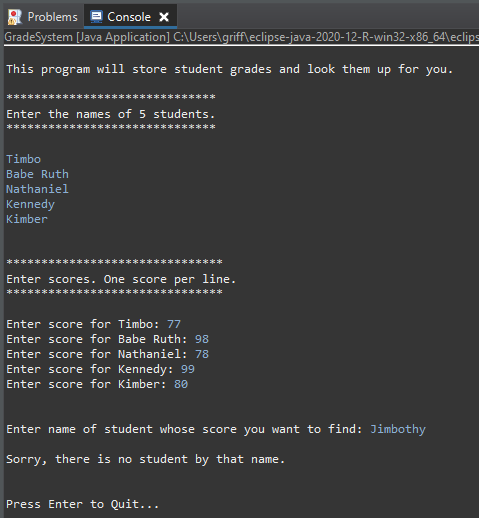 Problems Console
GradeSystem [Java Application] C:\Users\griff\eclipse-java-2020-12-R-win32-x86_64\eclips
This program will store student grades and look them up for you.
******************************
Enter the names of 5 students.
******************************
Timbo
Babe Ruth
Nathaniel
Kennedy
Kimber
*******************************
Enter scores. One score per line.
*******************************
Enter score for Timbo: 77
Enter score for Babe Ruth: 98
Enter score for Nathaniel: 78
Enter score for Kennedy: 99
Enter score for Kimber: 80
Enter name of student whose score you want to find: Jimbothy
Sorry, there is no student by that name.
Press Enter to Quit...